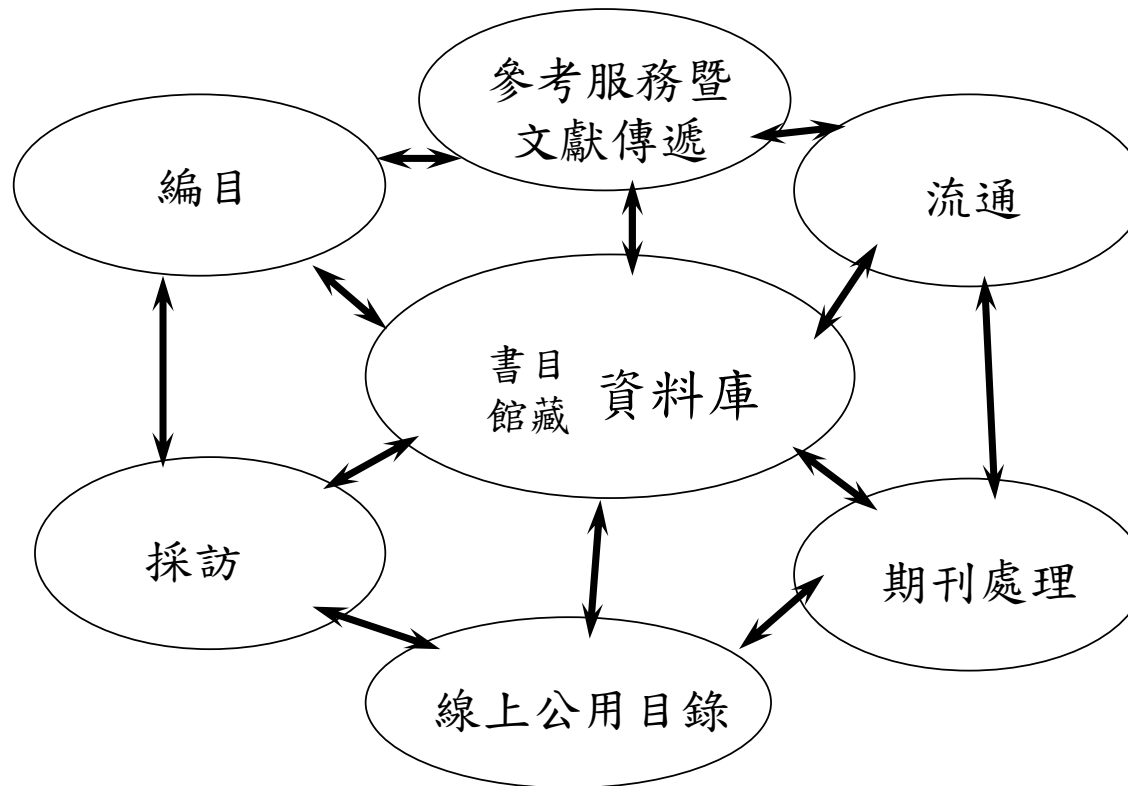 參考服務暨
文獻傳遞
編目
流通
書目
館藏
資料庫
採訪
期刊處理
線上公用目錄